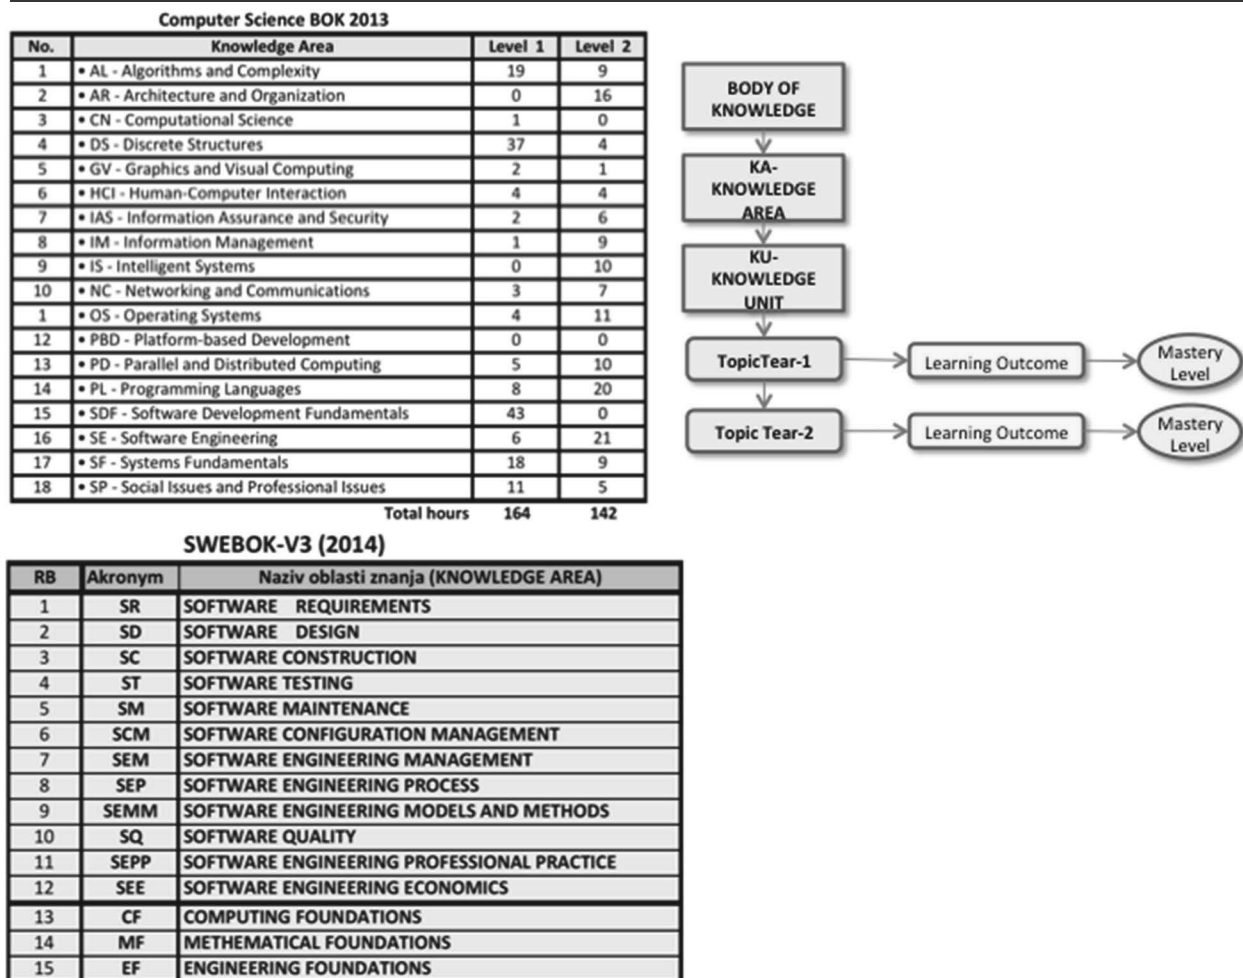 Computer Science BOK 2013
No. Knowledge Area Level 1 Level 2
1 • AL - Algorithms and Complexity 19 9
2 • AR - Architecture and Organization 0 16
3 • CN - Computational Science 1 0
4 • DS - Discrete Structures 37 4
5 • GV - Graphics and Visual Computing 2 1
6 • HCI - Human-Computer Interaction 4 4
7 • IAS - Information Assurance and Security 2 6
8 • IM - Information Management 1 9
9 • IS - Intelligent Systems 0 10
10 • NC - Networking and Communications 3 7
1 • OS - Operating Systems 4 11
12 • PBD - Platform-based Development 0 0
13 • PD - Parallel and Distributed Computing 5 10
14 • PL - Programming Languages 8 20
15 • SDF - Software Development Fundamentals 43 0
16 • SE - Software Engineering 6 21
17 • SF - Systems Fundamentals 18 9
18 • SP - Social Issues and Professional Issues 11 5
Total hours 164 142
BODY OF
KNOWLEDGE
KA-
KNOWLEDGE
AREA
KU-
KNOWLEDGE
UNIT
TopicTear-1
Learning Outcome
Mastery
Level
Topic Tear-2
Learning Outcome
Mastery
Level
SWEBOK-V3 (2014)
RB Akronym Naziv oblasti znanja (KNOWLEDGE AREA)
1 SR SOFTWARE REQUIREMENTS
2 SD SOFTWARE DESIGN
3 SC SOFTWARE CONSTRUCTION
4 ST SOFTWARE TESTING
5 SM SOFTWARE MAINTENANCE
6 SCM SOFTWARE CONFIGURATION MANAGEMENT
7 SEM SOFTWARE ENGINEERING MANAGEMENT
8 SEP SOFTWARE ENGINEERING PROCESS
9 SEMM SOFTWARE ENGINEERING MODELS AND METHODS
10 SQ SOFTWARE QUALITY
11 SEPP SOFTWARE ENGINEERING PROFESSIONAL PRACTICE
12 SEE SOFTWARE ENGINEERING ECONOMICS
13 CF COMPUTING FOUNDATIONS
14 MF METHEMATICAL FOUNDATIONS
15 EF ENGINEERING FOUNDATIONS